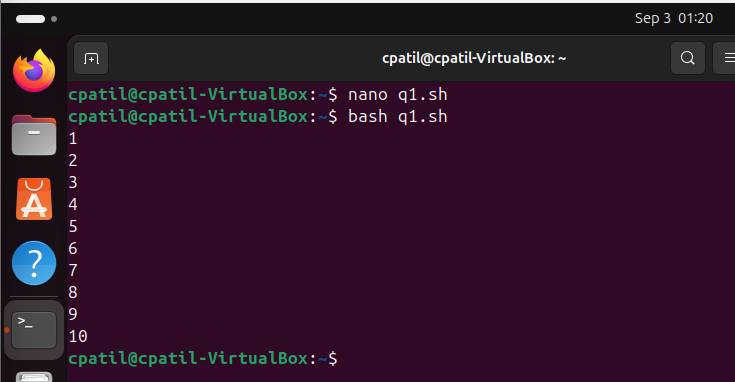 Sep 3 01:20
cpatil@cpatil-VirtualBox: ~
cpatil@cpatil-VirtualBox:~$ nano q1.sh
cpatil@cpatil-VirtualBox:~$ bash q1.sh
1
2
3
4
5
6
7
8
9
10
cpatil@cpatil-VirtualBox:~$